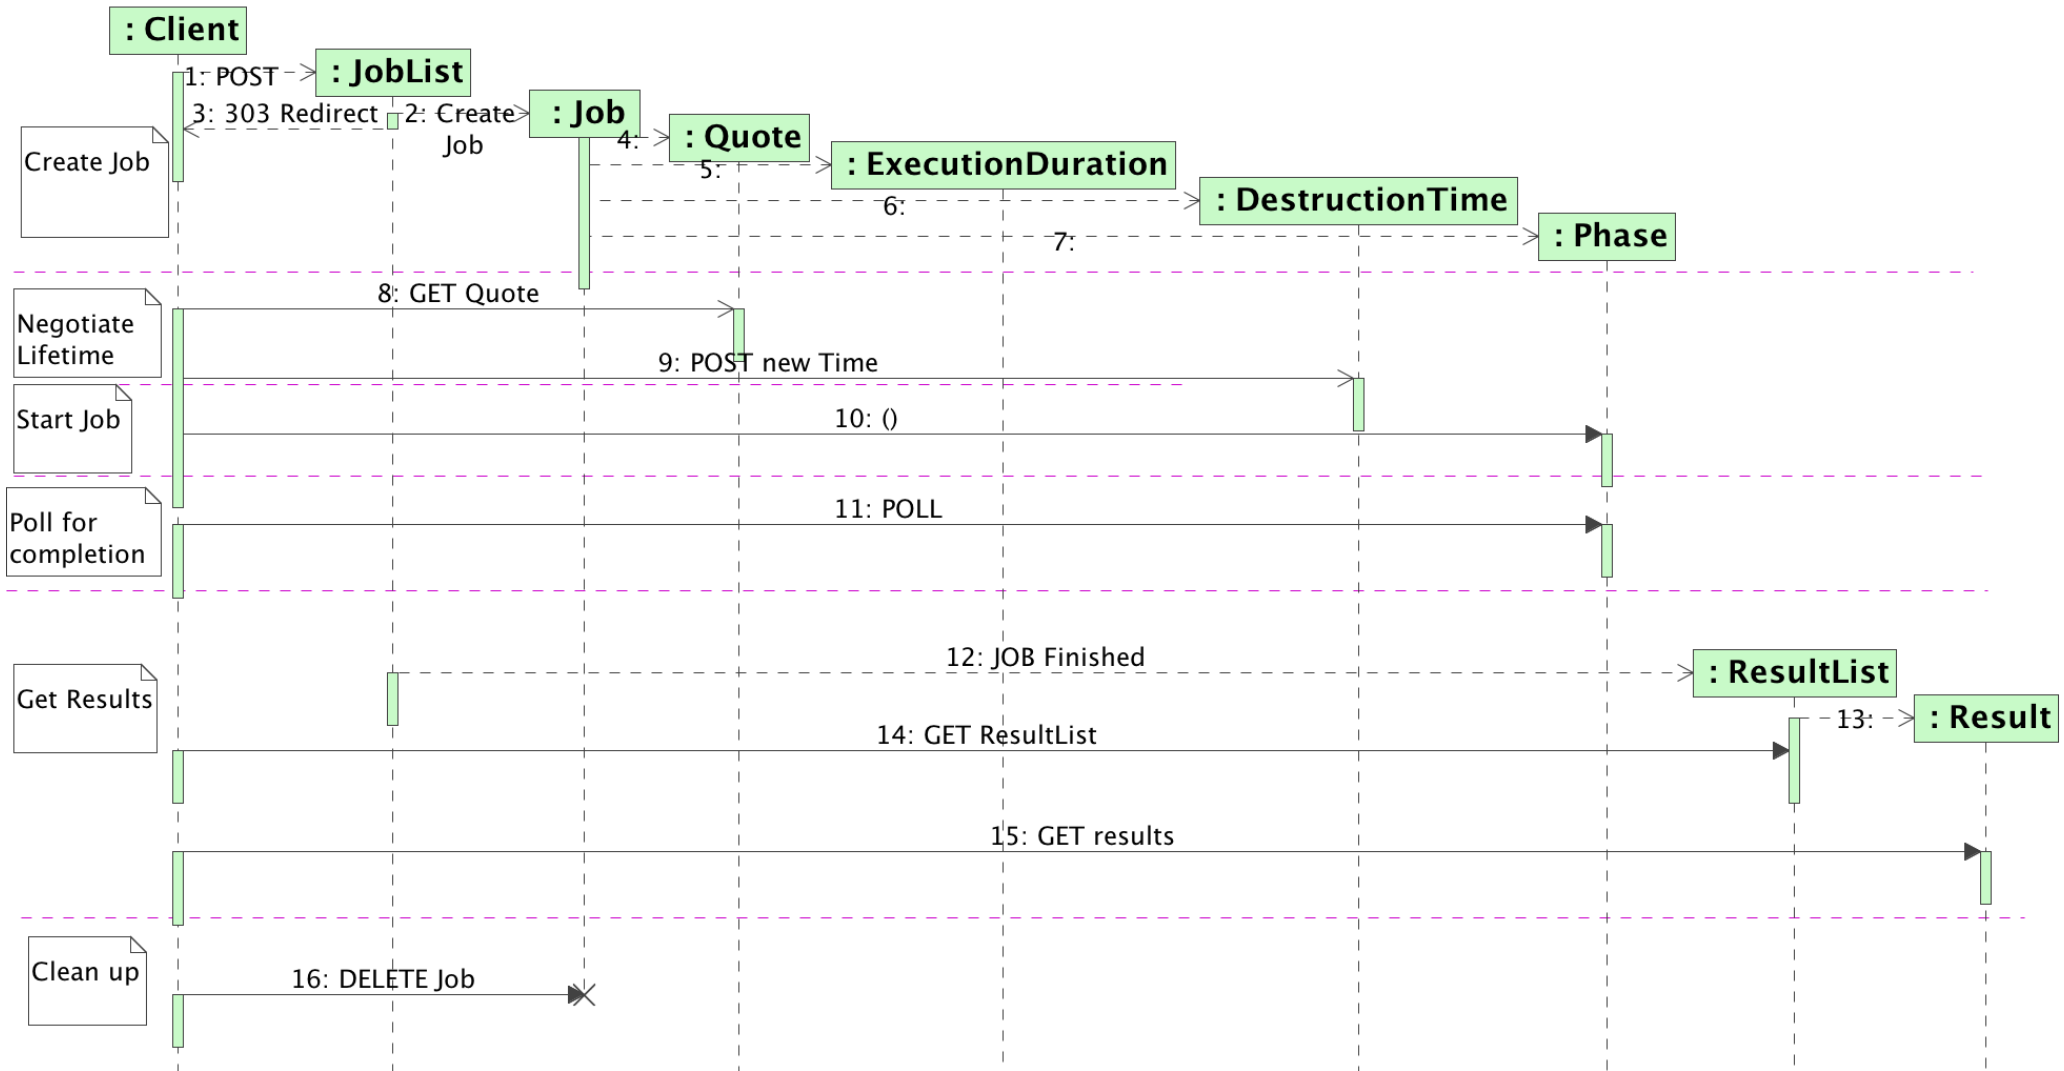 : Client
: JobList
1: POST
: Job
3: 303 Redirect
2: Create
Job
: Quote
4:
Create Job
: ExecutionDuration
5:
: DestructionTime
6:
: Phase
7:
8: GET Quote
Negotiate
Lifetime
9: POST new Time
Start Job
10: ()
11: POLL
Poll for
completion
12: JOB Finished
: ResultList
Get Results
: Result
13:
14: GET ResultList
15: GET results
Clean up
16: DELETE Job